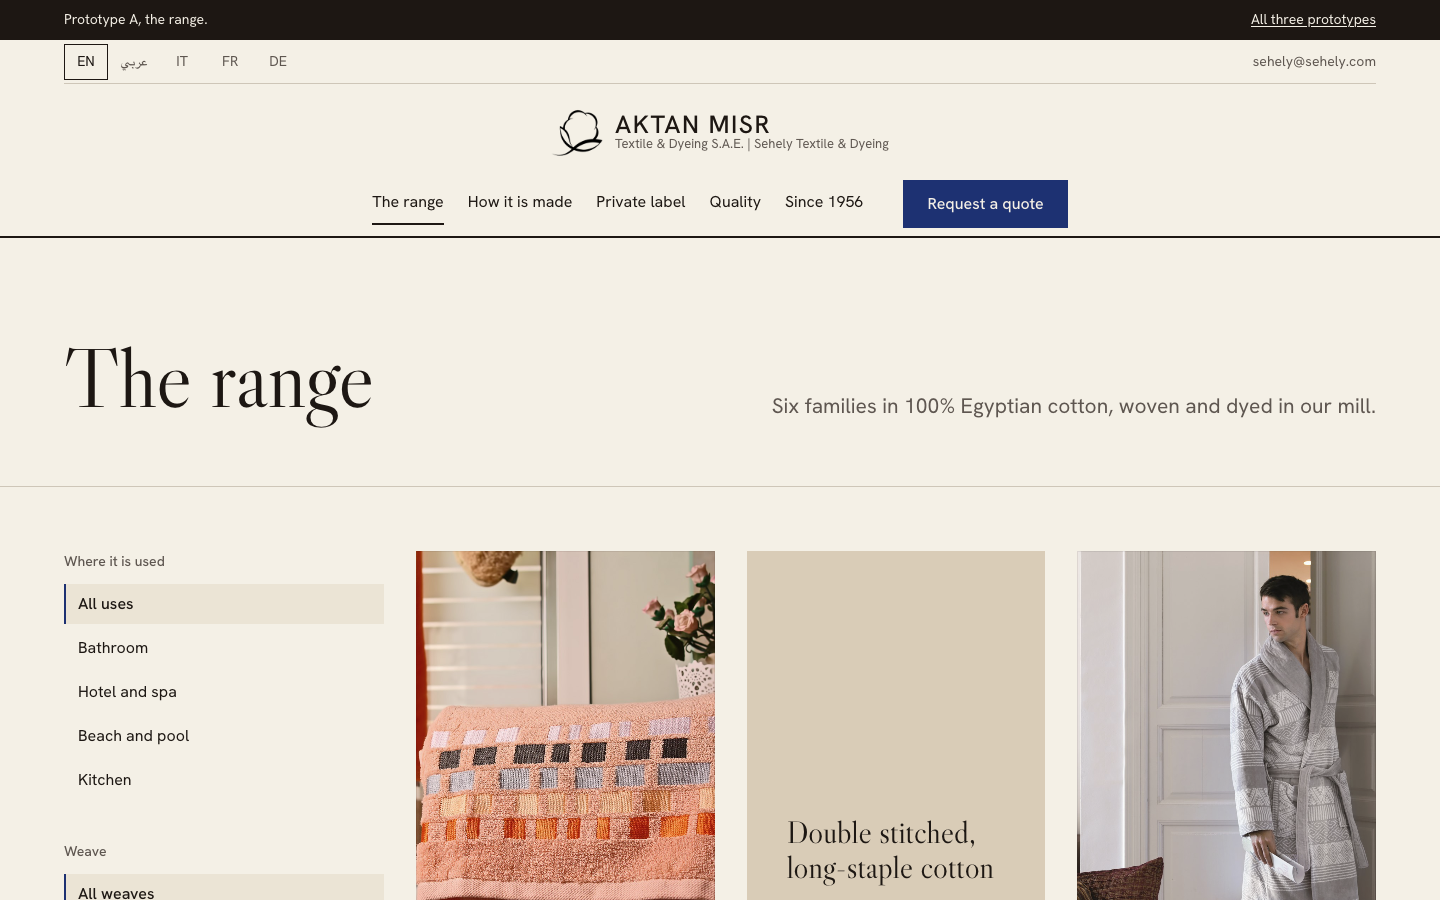 Prototype A, the range.
All three prototypes
EN
عربي
IT
FR
DE
sehely@sehely.com
AKTAN MISR
Textile & Dyeing S.A.E. | Sehely Textile & Dyeing
The range
How it is made
Private label
Quality
Since 1956
Request a quote
The range
Six families in 100% Egyptian cotton, woven and dyed in our mill.
Where it is used
All uses
Bathroom
Hotel and spa
Beach and pool
Kitchen
Weave
All weaves
Double stitched,
long-staple cotton